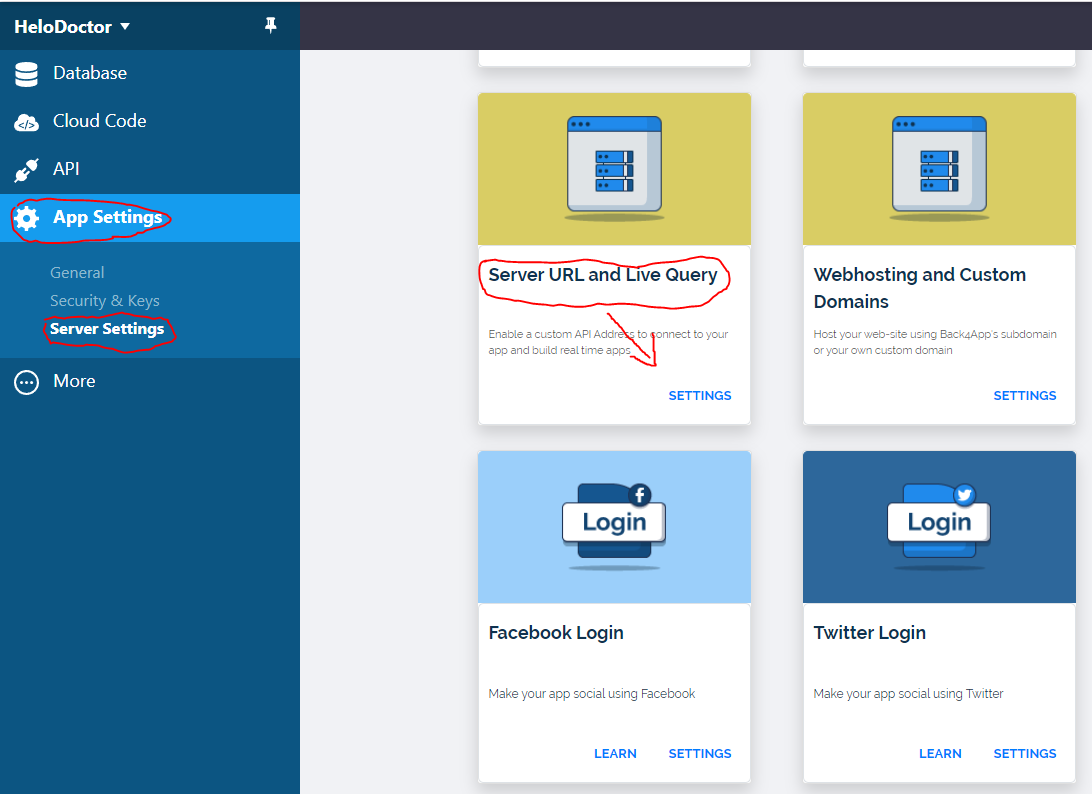 HeloDoctor
Database
Cloud Code
API
App Settings
General
Security & Keys
Server Settings
More
Server URL and Live Query
Enable a custom API Address to connect to your
app and build real time apps
SETTINGS
Webhosting and Custom
Domains
Host your web-site using Back4App's subdomain
or your own custom domain
SETTINGS
Login
Facebook Login
Make your app social using Facebook
LEARN SETTINGS
Login
Twitter Login
Make your app social using Twitter
LEARN SETTINGS